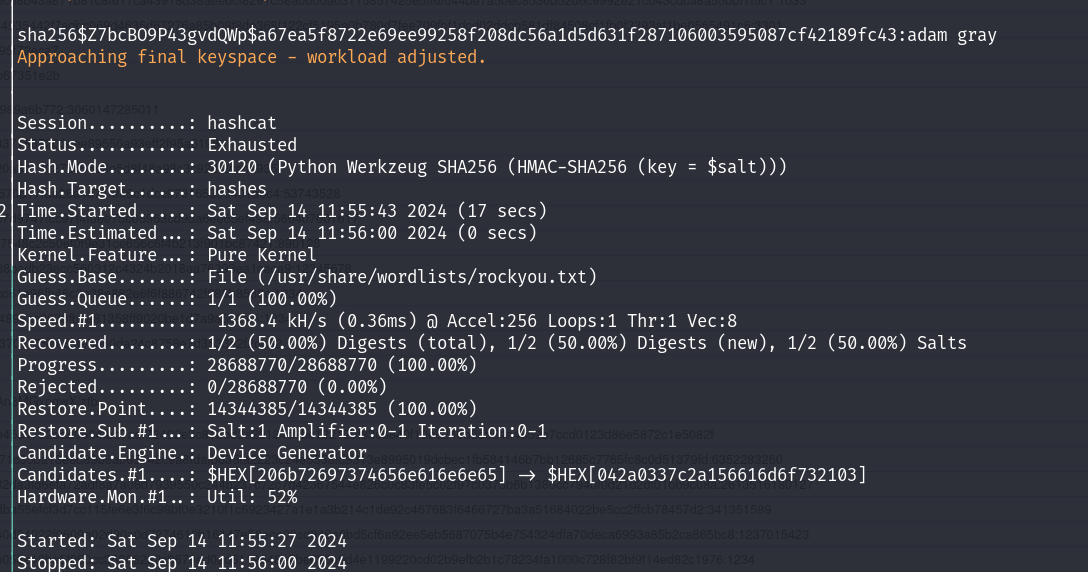 sha256$Z7bcBO9P43gvdQWp$a67ea5f8722e69ee99258f208dc56a1d5d631f287106003595087cf42189fc43:adam gray
Approaching final keyspace - workload adjusted.
Session..........: hashcat
Status...........: Exhausted
Hash.Mode........: 30120 (Python Werkzeug SHA256 (HMAC-SHA256 (key = $salt)))
Hash.Target......: hashes
2 Time.Started.....: Sat Sep 14 11:55:43 2024 (17 secs)
Time.Estimated...: Sat Sep 14 11:56:00 2024 (0 secs)
Kernel.Feature...: Pure Kernel
Guess.Base.......: File (/usr/share/wordlists/rockyou.txt)
Guess.Queue......: 1/1 (100.00%)
Speed.#1.........:  1368.4 kH/s (0.36ms) @ Accel:256 Loops:1 Thr:1 Vec:8
Recovered........: 1/2 (50.00%) Digests (total), 1/2 (50.00%) Digests (new), 1/2 (50.00%) Salts
Progress.........: 28688770/28688770 (100.00%)
Rejected.........: 0/28688770 (0.00%)
Restore.Point....: 14344385/14344385 (100.00%)
Restore.Sub.#1...: Salt:1 Amplifier:0-1 Iteration:0-1
Candidate.Engine.: Device Generator
Candidates.#1....: $HEX[206b72697374656e616e6e65] -> $HEX[042a0337c2a156616d6f732103]
Hardware.Mon.#1..: Util: 52%
Started: Sat Sep 14 11:55:27 2024
Stopped: Sat Sep 14 11:56:00 2024